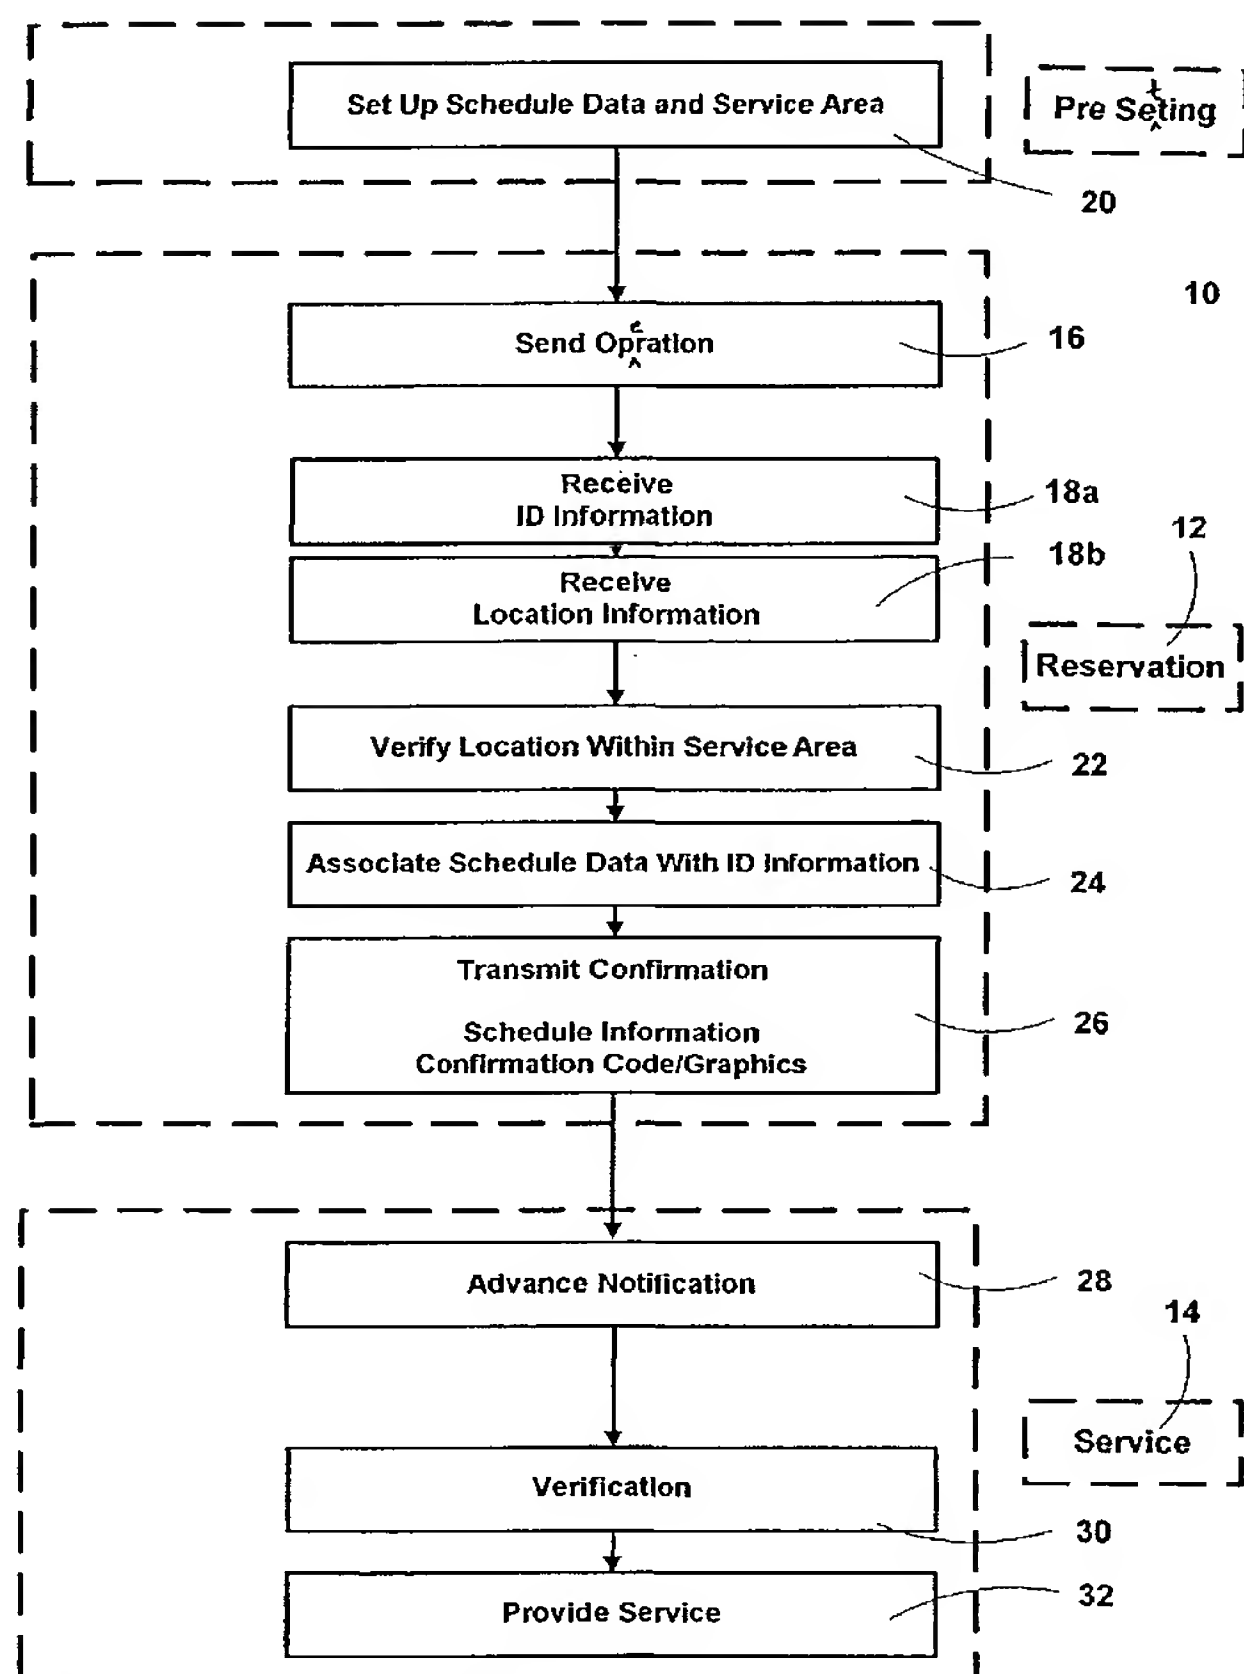 Set Up Schedule Data and Service Area
Pre Seting
t
^
20
10
Send Opration
e
^
16
Receive
ID Information
18a
Receive
Location Information
18b
12
Reservation
Verify Location Within Service Area
22
Associate Schedule Data With ID Information
24
Transmit Confirmation
Schedule Information
Confirmation Code/Graphics
26
Advance Notification
28
14
Service
Verification
30
Provide Service
32